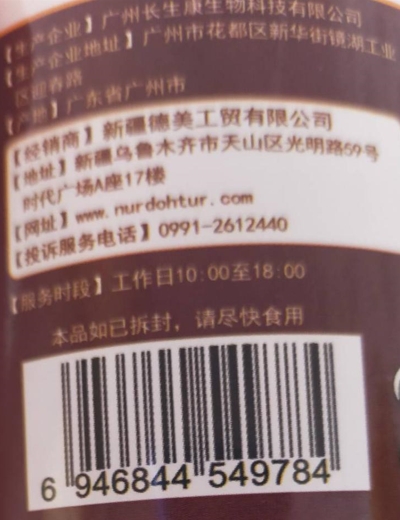 【生产企业】广州长生康生物科技有限公司
【生产企业地址】广州市花都区新华街镜湖工业
区迎春路
【产地】广东省广州市
【经销商】新疆德美工贸有限公司
【地址】新疆乌鲁木齐市天山区光明路59号
时代广场A座17楼
【网址】www.nurdohtur.com
【投诉服务电话】0991-2612440
【服务时段】工作日10:00至18:00
本品如已拆封，请尽快食用
6 946844 549784